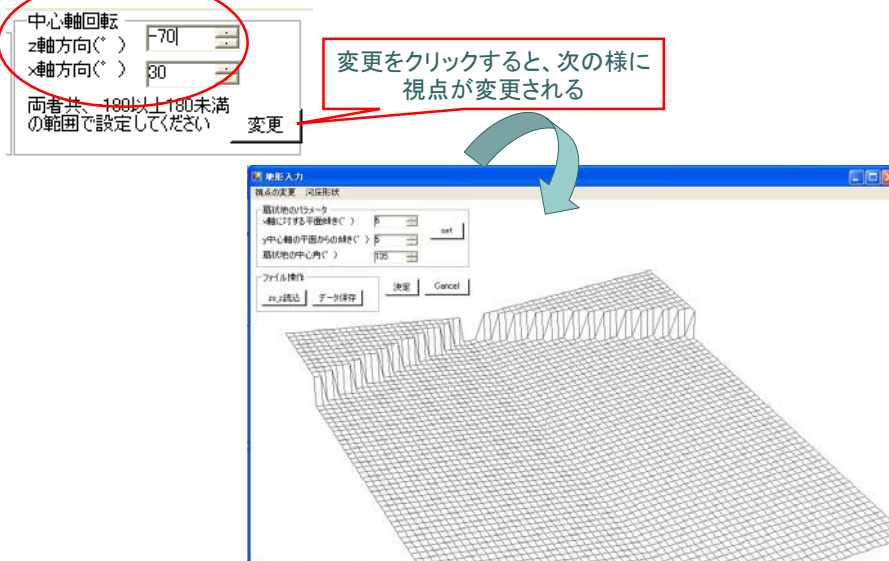 中心軸回転
z軸方向(° )
-70
x軸方向(° )
30
両者共、-180以上180未満
の範囲で設定してください
変更
変更をクリックすると、次の様に
視点が変更される
地形入力
視点の変更 河床形状
扇状地のパラメータ
x軸に対する平面傾き(° )
5
y中心軸の平面からの傾き(° )
5
扇状地の中心角(° )
135
set
ファイル操作
データ保存
決定
Cancel